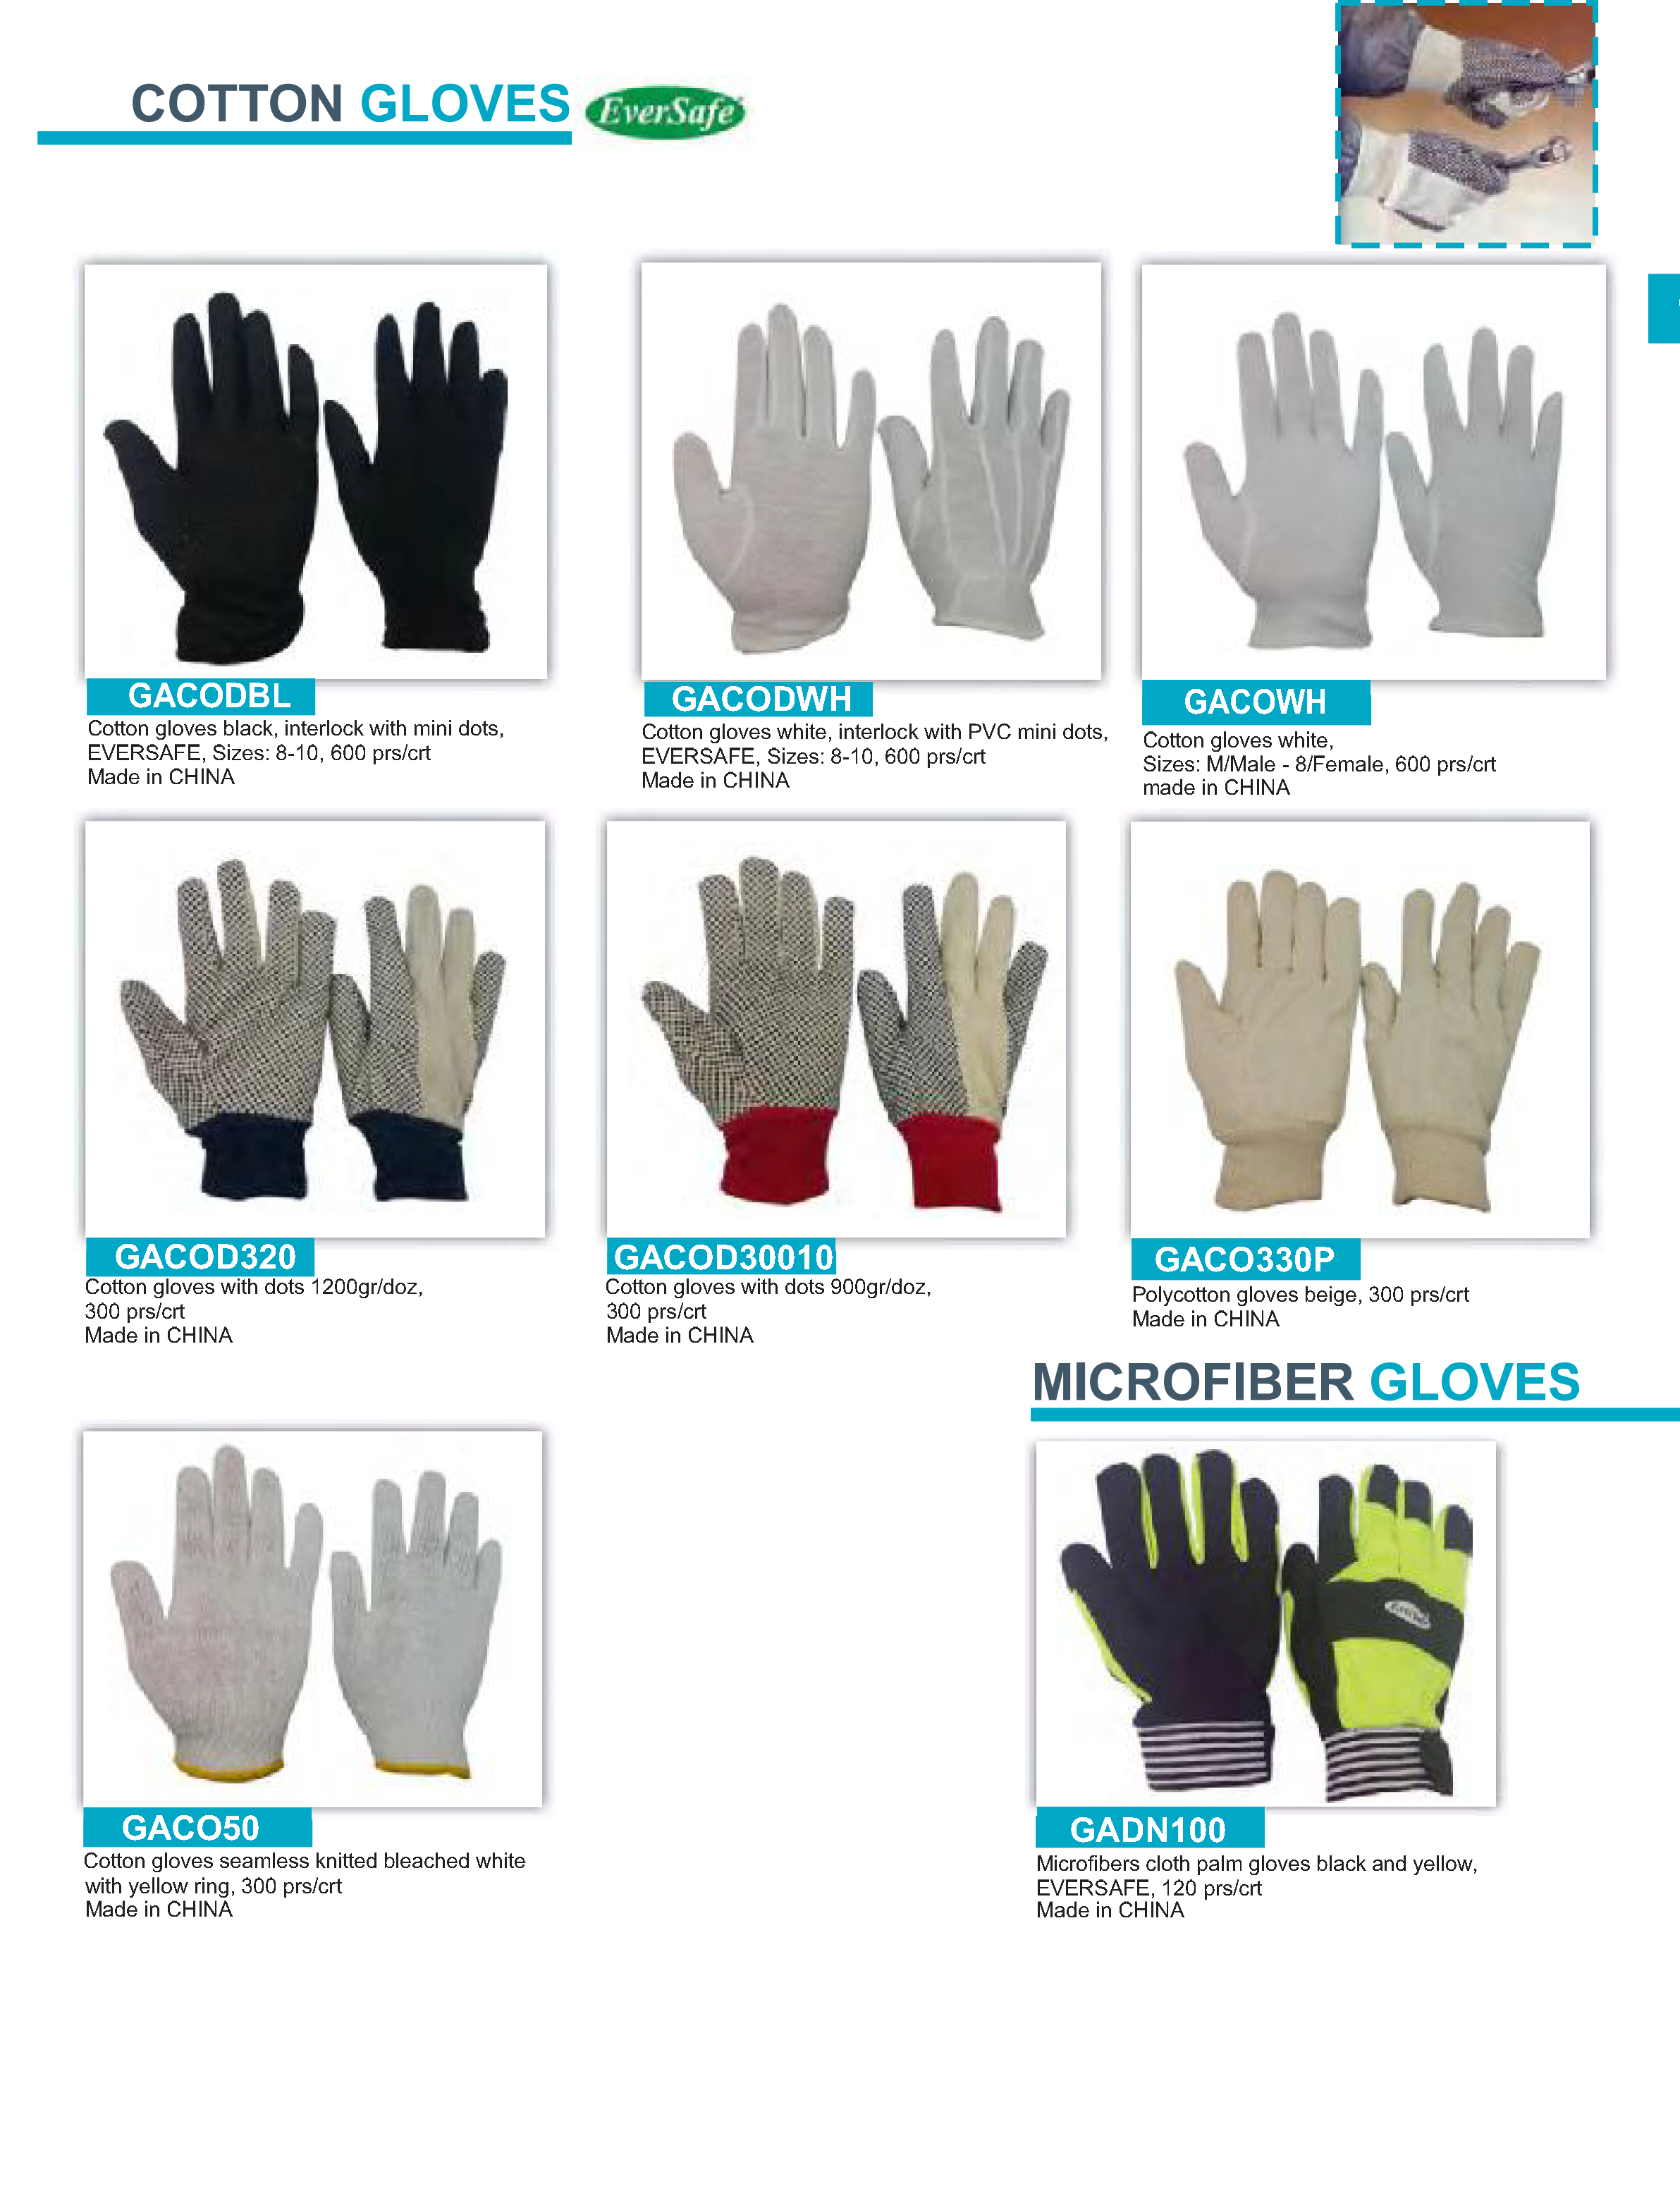 COTTON GLOVES EverSafe
GACODBL
Cotton gloves black, interlock with mini dots,
EVERSAFE, Sizes: 8-10, 600 prs/crt
Made in CHINA
GACODWH
Cotton gloves white, interlock with PVC mini dots,
EVERSAFE, Sizes: 8-10, 600 prs/crt
Made in CHINA
GACOWH
Cotton gloves white,
Sizes: M/Male - 8/Female, 600 prs/crt
made in CHINA
GACOD320
Cotton gloves with dots 1200gr/doz,
300 prs/crt
Made in CHINA
GACOD30010
Cotton gloves with dots 900gr/doz,
300 prs/crt
Made in CHINA
GACO330P
Polycotton gloves beige, 300 prs/crt
Made in CHINA
MICROFIBER GLOVES
GACO50
Cotton gloves seamless knitted bleached white
with yellow ring, 300 prs/crt
Made in CHINA
EverSafe
GADN100
Microfibers cloth palm gloves black and yellow,
EVERSAFE, 120 prs/crt
Made in CHINA